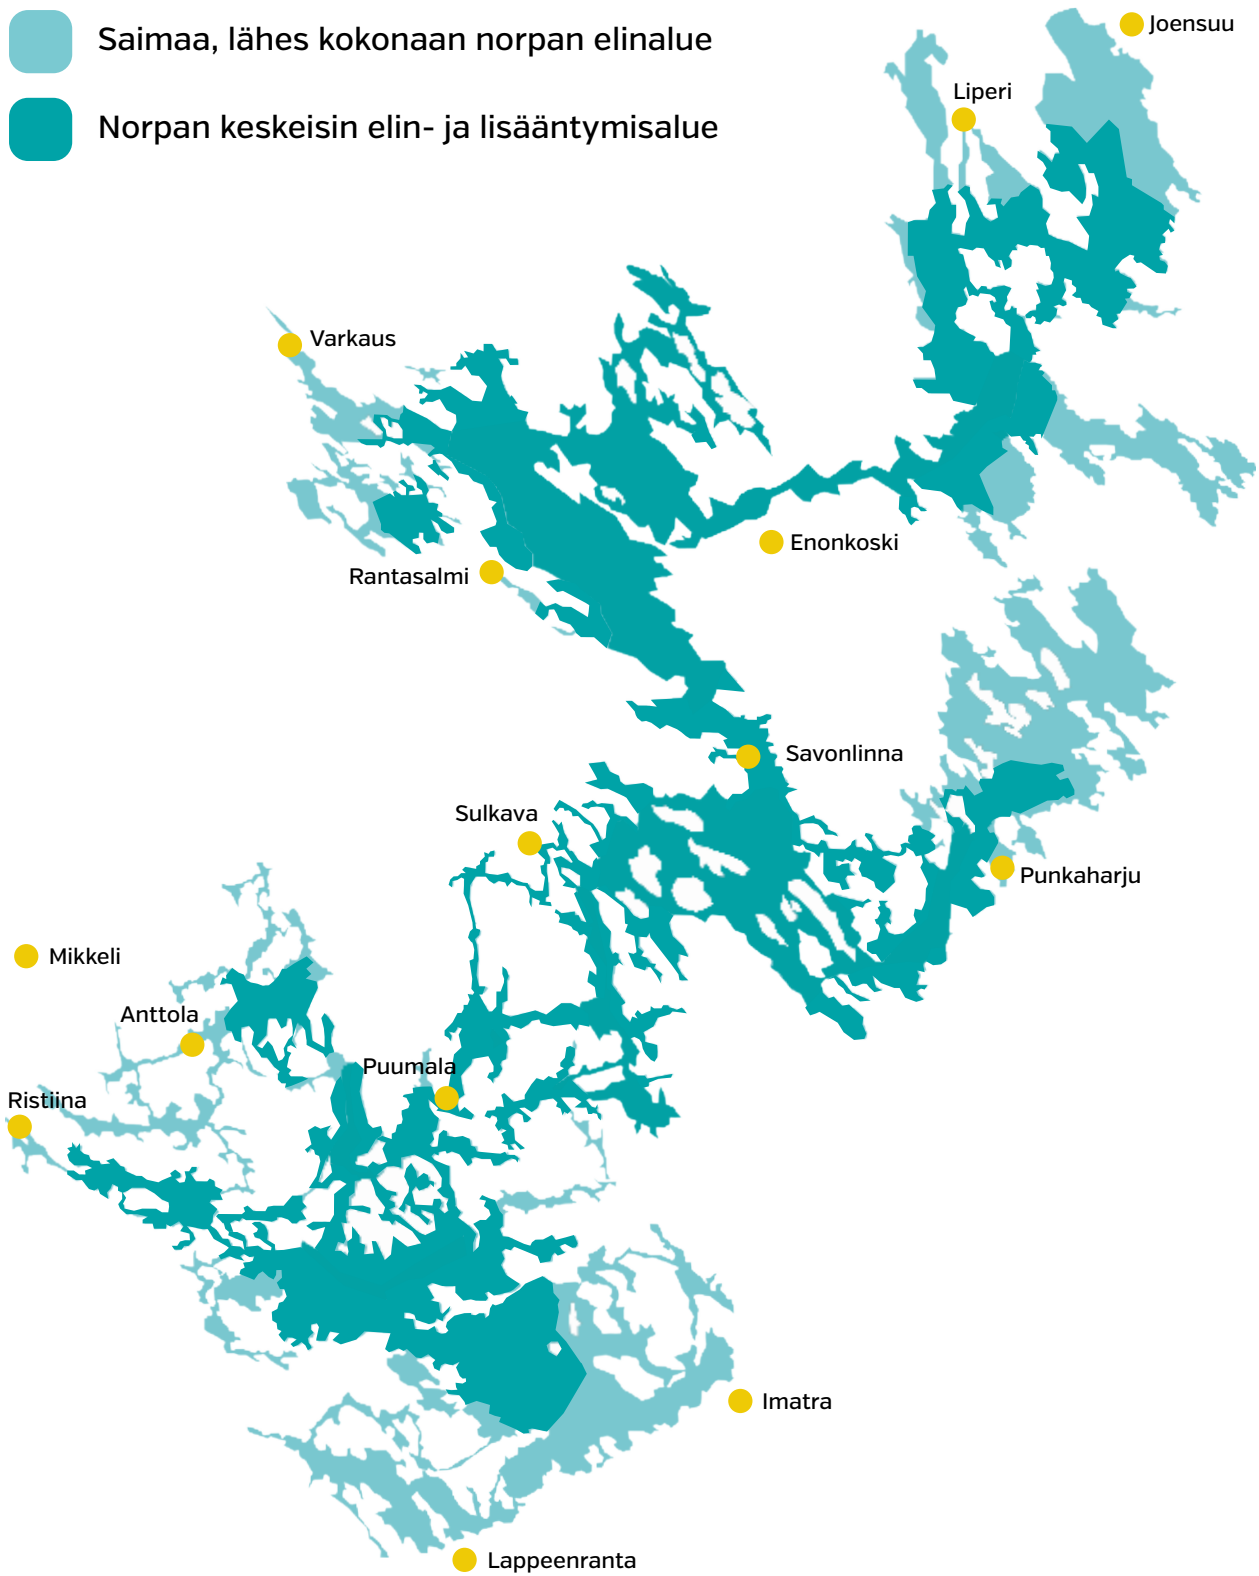 Saimaa, lähes kokonaan norpan elinalue
Norpan keskeisin elin- ja lisääntymisalue
Joensuu
Liperi
Varkaus
Enonkoski
Rantasalmi
Savonlinna
Sulkava
Punkaharju
Mikkeli
Anttola
Puumala
Ristiina
Imatra
Lappeenranta